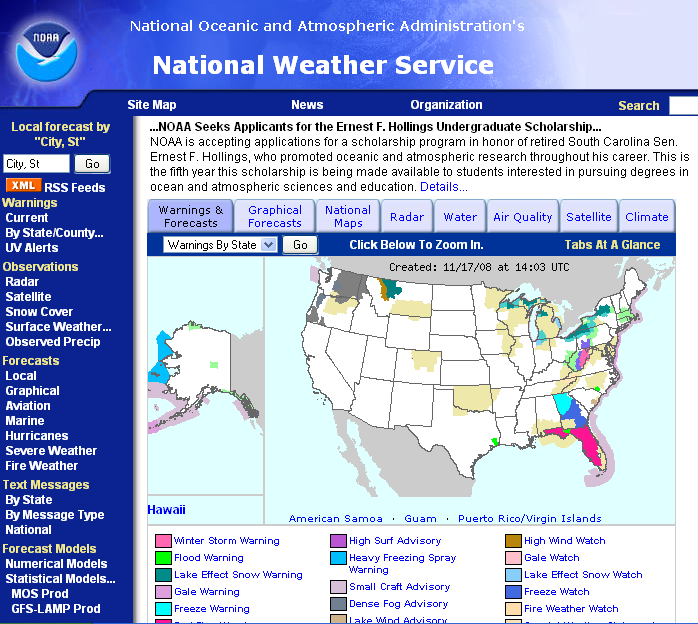 NOAA
National Oceanic and Atmospheric Administration's
National Weather Service
Site Map News Organization Search
Local forecast by
"City, St"
City, St Go
XML RSS Feeds
Warnings
Current
By State/County...
UV Alerts
Observations
Radar
Satellite
Snow Cover
Surface Weather...
Observed Precip
Forecasts
Local
Graphical
Aviation
Marine
Hurricanes
Severe Weather
Fire Weather
Text Messages
By State
By Message Type
National
Forecast Models
Numerical Models
Statistical Models...
MOS Prod
GFS-LAMP Prod
...NOAA Seeks Applicants for the Ernest F. Hollings Undergraduate Scholarship...
NOAA is accepting applications for a scholarship program in honor of retired South Carolina Sen.
Ernest F. Hollings, who promoted oceanic and atmospheric research throughout his career. This is
the fifth year this scholarship is being made available to students interested in pursuing degrees in
ocean and atmospheric sciences and education. Details...
Warnings &
Forecasts
Graphical
Forecasts
National
Maps
Radar
Water
Air Quality
Satellite
Climate
Warnings By State Go Click Below To Zoom In. Tabs At A Glance
Created: 11/17/08 at 14:03 UTC
Hawaii
American Samoa · Guam · Puerto Rico/Virgin Islands
Winter Storm Warning
Flood Warning
Lake Effect Snow Warning
Gale Warning
Freeze Warning
High Surf Advisory
Heavy Freezing Spray
Warning
Small Craft Advisory
Dense Fog Advisory
Lake Wind Advisory
High Wind Watch
Gale Watch
Lake Effect Snow Watch
Freeze Watch
Fire Weather Watch